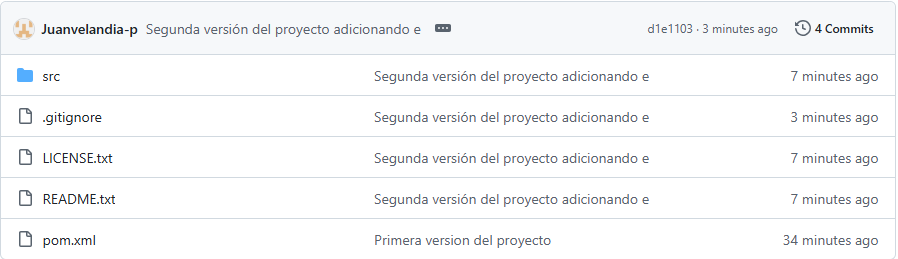 Juanvelandia-p Segunda versión del proyecto adicionando e d1e1103 · 3 minutes ago 4 Commits
src Segunda versión del proyecto adicionando e 7 minutes ago
.gitignore Segunda versión del proyecto adicionando e 3 minutes ago
LICENSE.txt Segunda versión del proyecto adicionando e 7 minutes ago
README.txt Segunda versión del proyecto adicionando e 7 minutes ago
pom.xml Primera version del proyecto 34 minutes ago